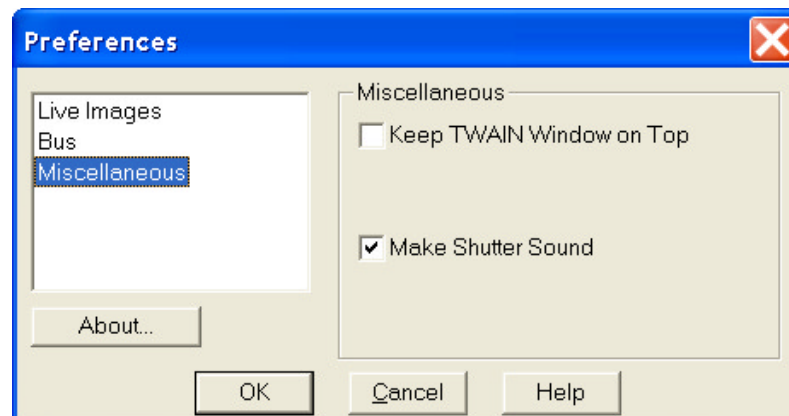 Preferences
Live Images
Bus
Miscellaneous
About...
Miscellaneous
Keep TWAIN Window on Top
Make Shutter Sound
OK
Cancel
Help